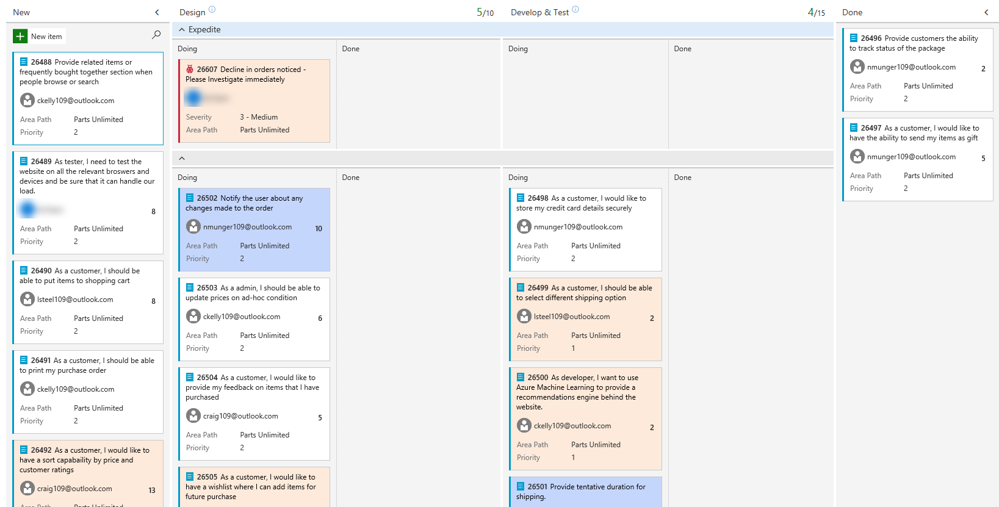 New
New item
26488 Provide related items or
frequently bought together section when
people browse or search
ckelly109@outlook.com
Area Path Parts Unlimited
Priority 2
26489 As tester, I need to test the
website on all the relevant broswers and
devices and be sure that it can handle our
load.
8
Area Path Parts Unlimited
Priority 2
26490 As a customer, I should be
able to put items to shopping cart
lsteel109@outlook.com 8
Area Path Parts Unlimited
Priority 2
26491 As a customer, I should be able
to print my purchase order
ckelly109@outlook.com
Area Path Parts Unlimited
Priority 2
26492 As a customer, I would like to
have a sort capabaility by price and
customer ratings
craig109@outlook.com 13
Area Path Parts Unlimited
Design 5/10
Expedite
Doing Done
26607 Decline in orders noticed -
Please Investigate immediately
Severity 3 - Medium
Area Path Parts Unlimited
Doing Done
26502 Notify the user about any
changes made to the order
nmunger109@outlook.com 10
Area Path Parts Unlimited
Priority 2
26503 As a admin, I should be able to
update prices on ad-hoc condition
ckelly109@outlook.com 6
Area Path Parts Unlimited
Priority 2
26504 As a customer, I would like to
provide my feedback on items that I have
purchased
craig109@outlook.com 5
Area Path Parts Unlimited
Priority 2
26505 As a customer, I would like to
have a wishlist where I can add items for
future purchase
Develop & Test 4/15
Doing Done
Doing Done
26498 As a customer, I would like to
store my credit card details securely
nmunger109@outlook.com
Area Path Parts Unlimited
Priority 2
26499 As a customer, I should be able
to select different shipping option
lsteel109@outlook.com 2
Area Path Parts Unlimited
Priority 1
26500 As developer, I want to use
Azure Machine Learning to provide a
recommendations engine behind the
website.
ckelly109@outlook.com 2
Area Path Parts Unlimited
Priority 1
26501 Provide tentative duration for
shipping.
Done
26496 Provide customers the ability
to track status of the package
nmunger109@outlook.com 2
Area Path Parts Unlimited
Priority 2
26497 As a customer, I would like to
have the ability to send my items as gift
nmunger109@outlook.com 5
Area Path Parts Unlimited
Priority 2